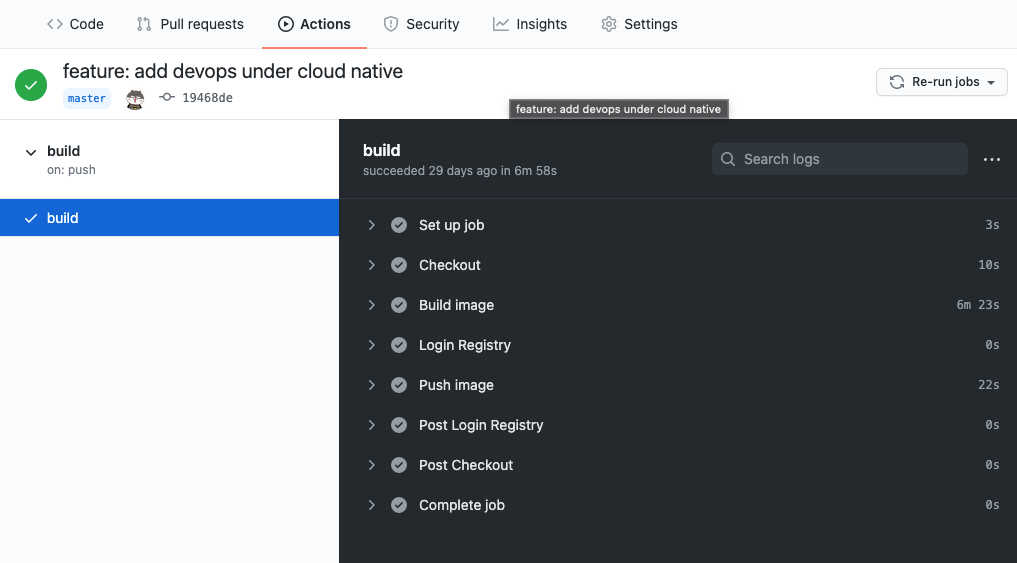 Code Pull requests Actions Security Insights Settings
feature: add devops under cloud native
master 19468de
Re-run jobs
feature: add devops under cloud native
build
on: push
build
build
succeeded 29 days ago in 6m 58s
Search logs
Set up job 3s
Checkout 10s
Build image 6m 23s
Login Registry 0s
Push image 22s
Post Login Registry 0s
Post Checkout 0s
Complete job 0s